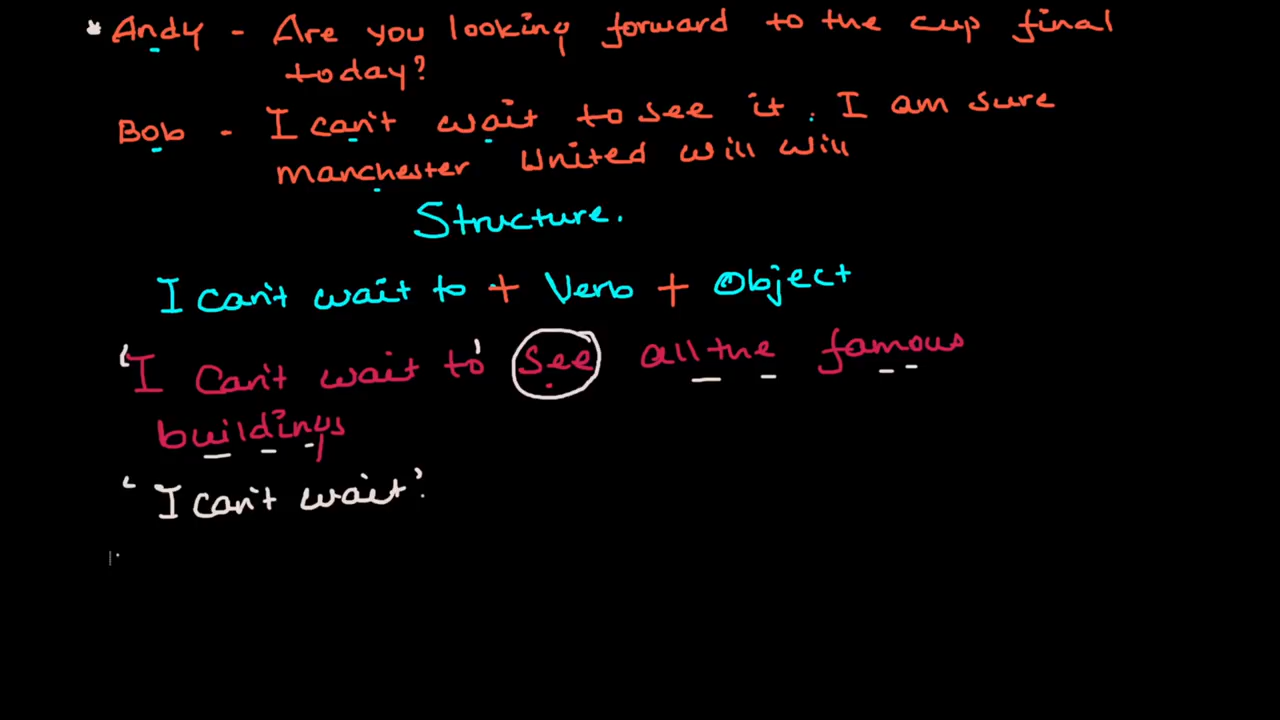 * Andy - Are you looking forward to the cup final
today?
Bob - I can't wait to see it. I am sure
manchester United will will
Structure.
I can't wait to + Verb + Object
'I can't wait to' see all the famous
buildings
'I can't wait'.